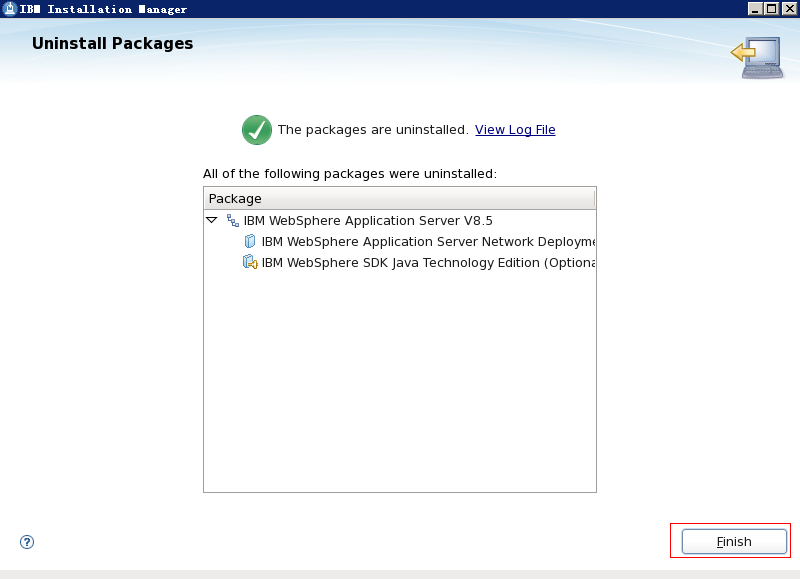 IBM Installation Manager
Uninstall Packages
The packages are uninstalled. View Log File
All of the following packages were uninstalled:
Package
IBM WebSphere Application Server V8.5
IBM WebSphere Application Server Network Deployme
IBM WebSphere SDK Java Technology Edition (Optiona
?
Finish